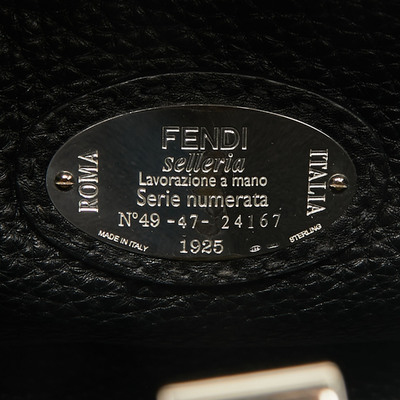 FENDI
selleria
Lavorazione a mano
Serie numerata
N°49 -47- 24167
1925
ROMA
ITALIA
MADE IN ITALY
STERLING